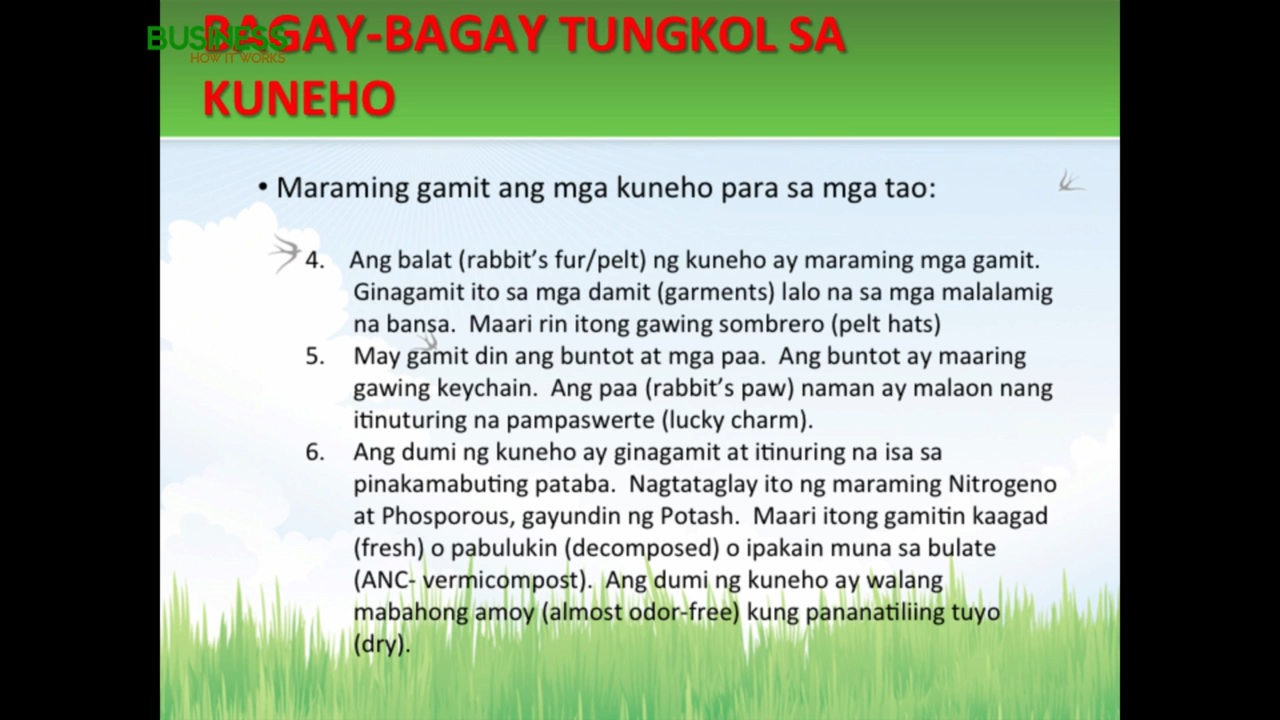 BAGAY-BAGAY TUNGKOL SA
KUNEHO
BUSINESS
HOW IT WORKS
• Maraming gamit ang mga kuneho para sa mga tao:
4. Ang balat (rabbit’s fur/pelt) ng kuneho ay maraming mga gamit.
Ginagamit ito sa mga damit (garments) lalo na sa mga malalamig
na bansa. Maari rin itong gawing sombrero (pelt hats)
5. May gamit din ang buntot at mga paa. Ang buntot ay maaring
gawing keychain. Ang paa (rabbit’s paw) naman ay malaon nang
itinuturing na pampaswerte (lucky charm).
6. Ang dumi ng kuneho ay ginagamit at itinuring na isa sa
pinakamabuting pataba. Nagtataglay ito ng maraming Nitrogeno
at Phosporous, gayundin ng Potash. Maari itong gamitin kaagad
(fresh) o pabulukin (decomposed) o ipakain muna sa bulate
(ANC- vermicompost). Ang dumi ng kuneho ay walang
mabahong amoy (almost odor-free) kung pananatiliing tuyo
(dry).